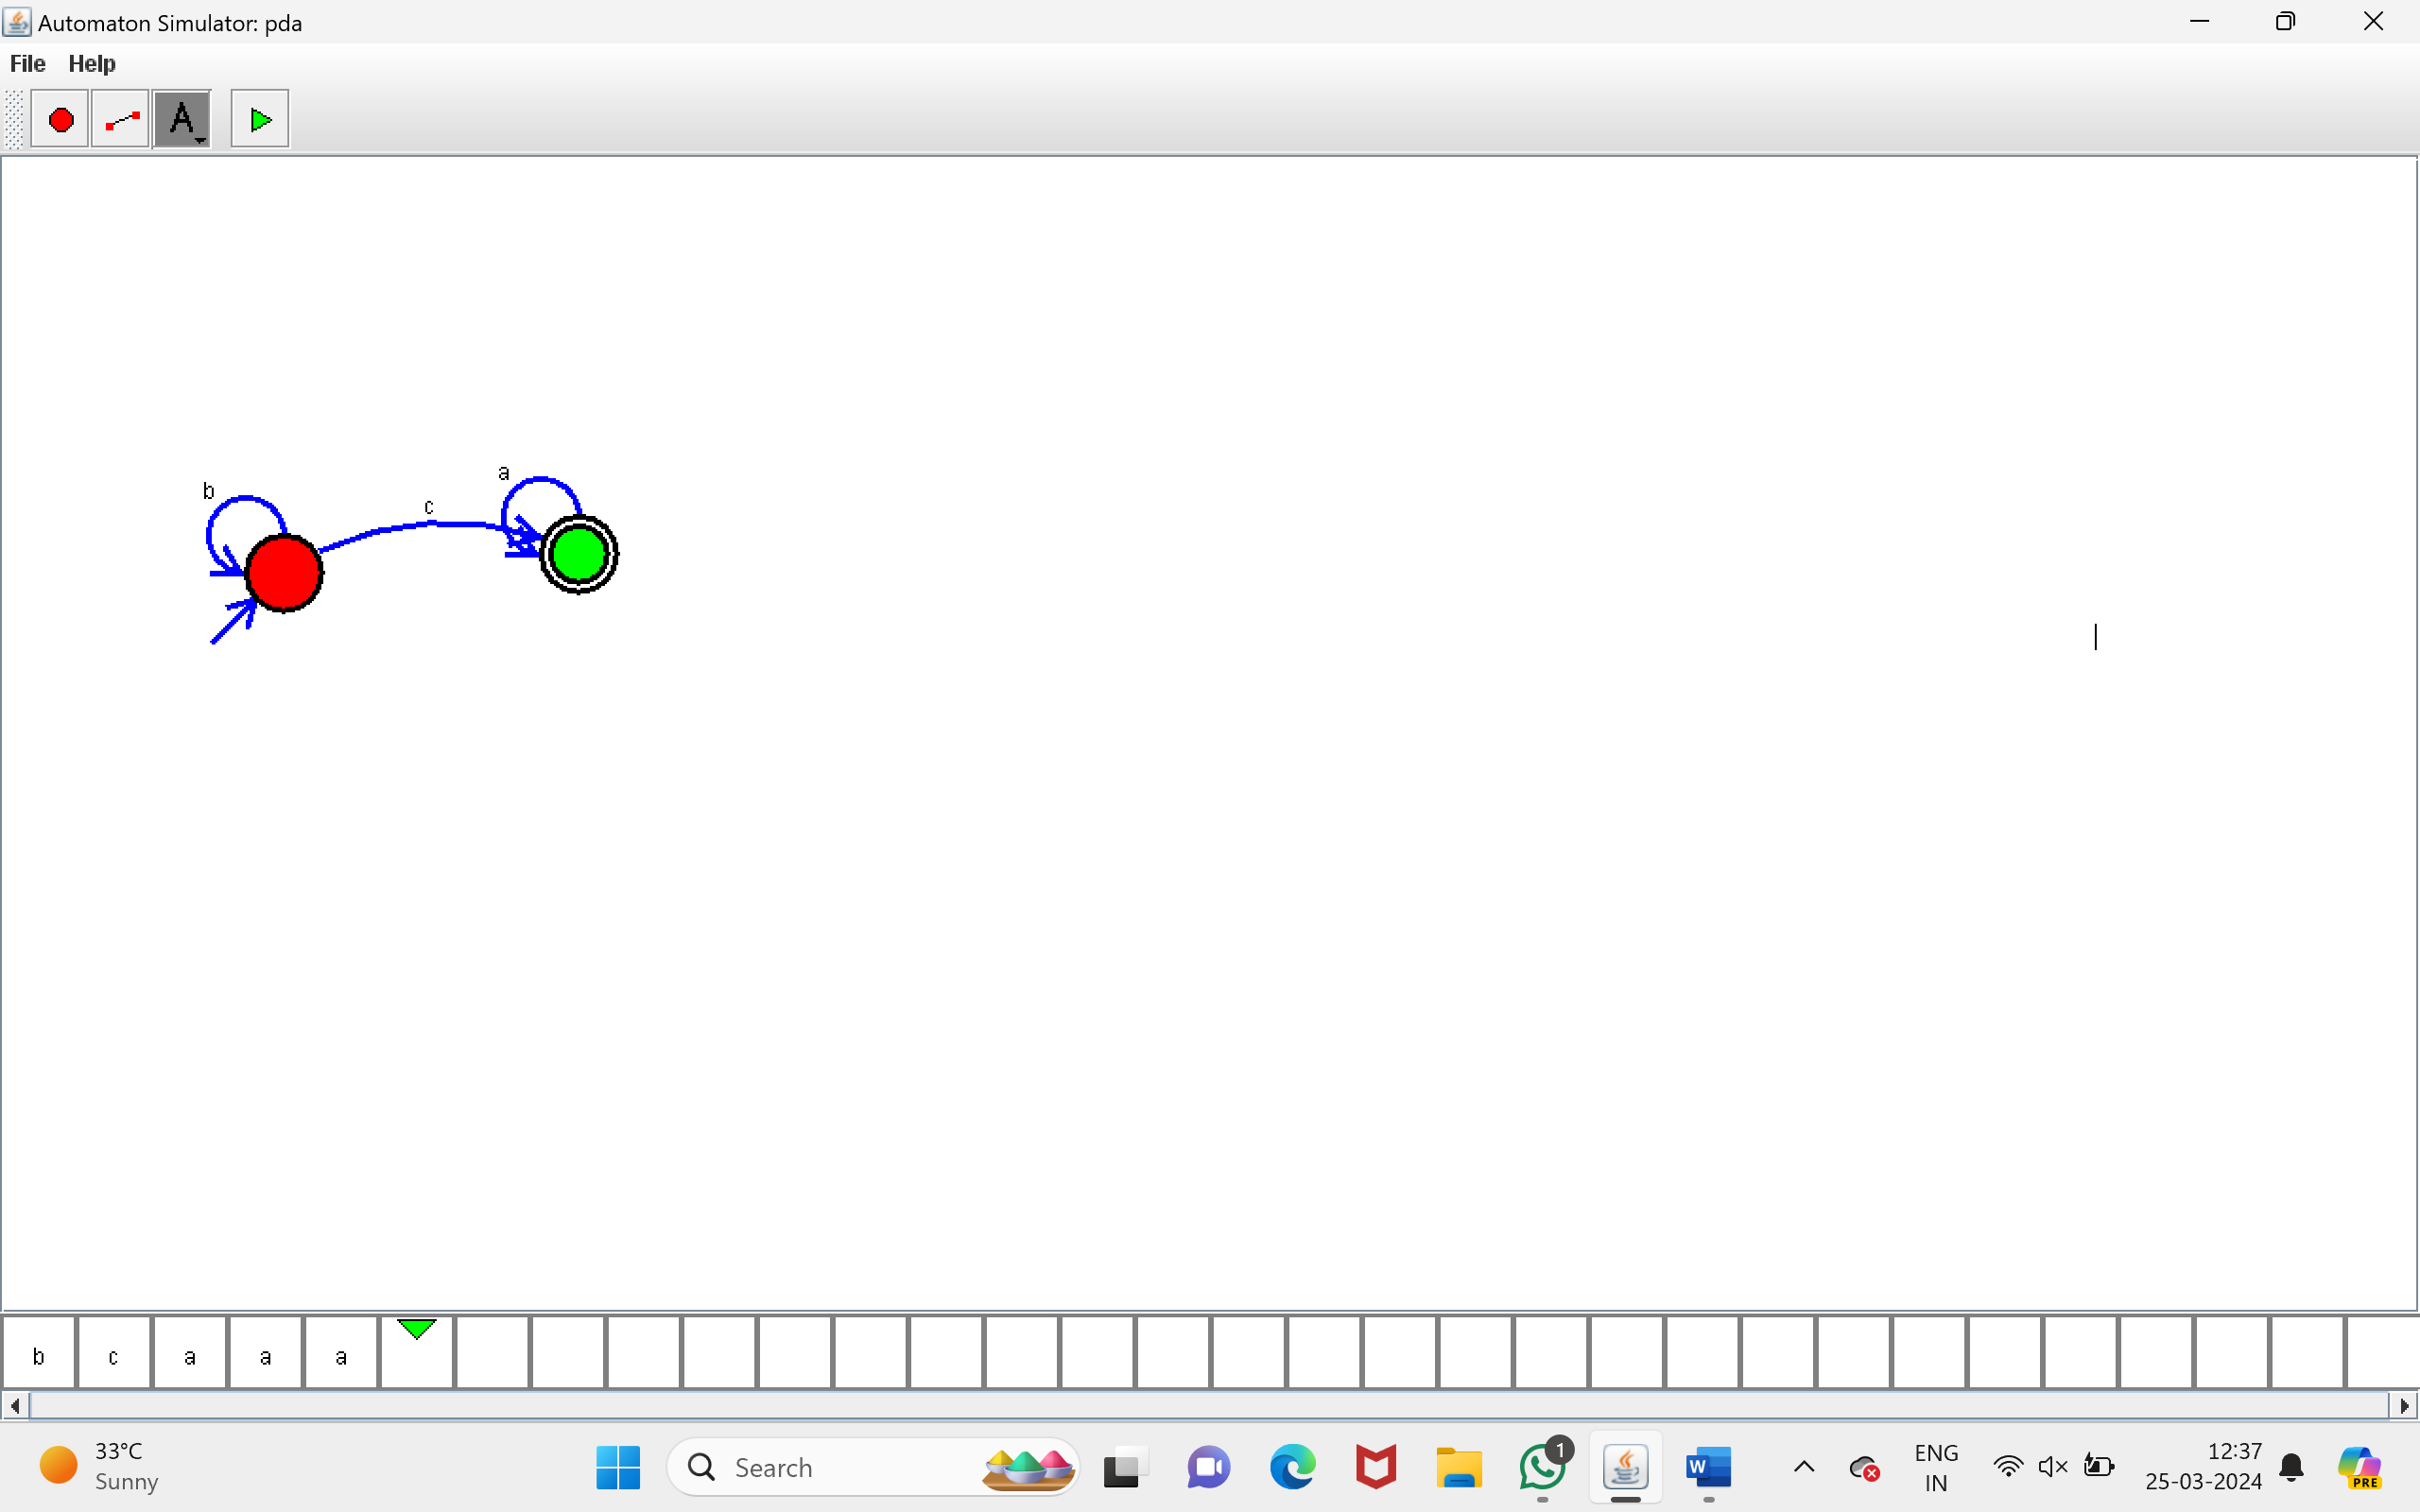 Automaton Simulator: pda
File Help
A
a
b
c
b c a a a
33°C
Sunny
Search
1
W
ENG
IN
12:37
25-03-2024
PRE